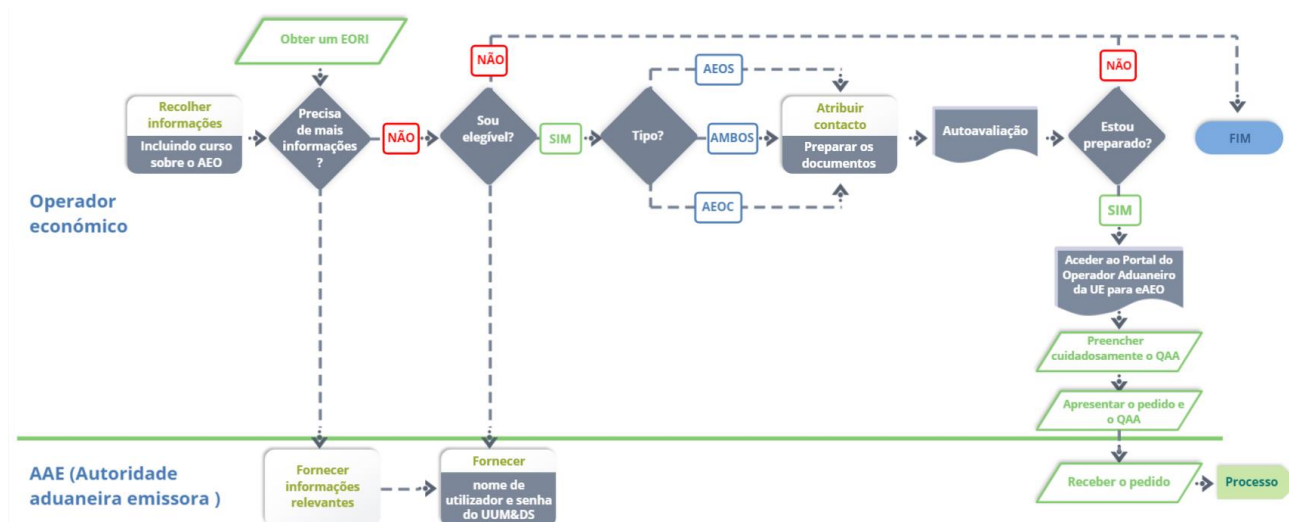 Obter um EORI
NÃO
NÃO
AEOS
Recolher
informações
Incluindo curso
sobre o AEO
Precisa
de mais
informações
?
NÃO
Sou
elegível?
SIM
Tipo?
AMBOS
Atribuir
contacto
Preparar os
documentos
Autoavaliação
Estou
preparado?
FIM
AEOC
SIM
Operador
económico
Aceder ao Portal do
Operador Aduaneiro
da UE para eAEO
Preencher
cuidadosamente o QAA
Apresentar o pedido e
o QAA
AAE (Autoridade
aduaneira emissora )
Fornecer
informações
relevantes
Fornecer
nome de
utilizador e senha
do UUM&DS
Receber o pedido
Processo